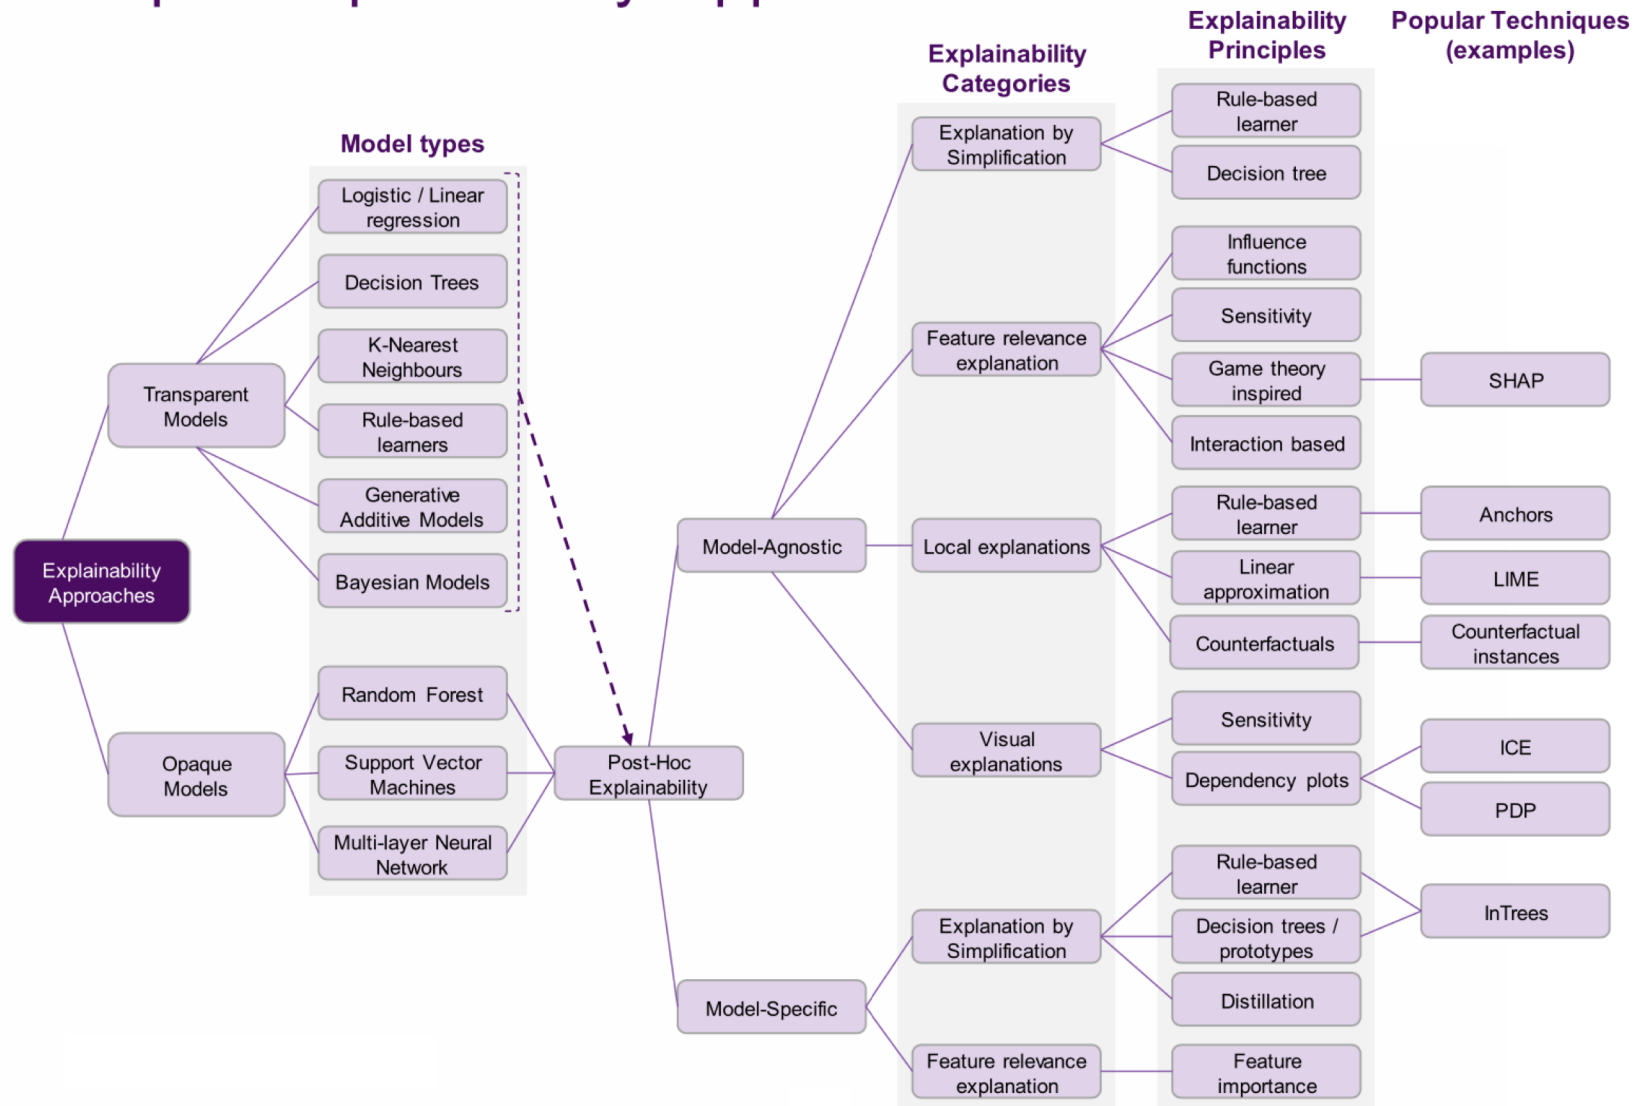 Explainability
Principles
Popular Techniques
(examples)
Explainability
Categories
Model types
Explainability
Approaches
Transparent
Models
Opaque
Models
Logistic / Linear
regression
Decision Trees
K-Nearest
Neighbours
Rule-based
learners
Generative
Additive Models
Bayesian Models
Random Forest
Support Vector
Machines
Multi-layer Neural
Network
Post-Hoc
Explainability
Model-Agnostic
Model-Specific
Explanation by
Simplification
Feature relevance
explanation
Local explanations
Visual
explanations
Explanation by
Simplification
Feature relevance
explanation
Rule-based
learner
Decision tree
Influence
functions
Sensitivity
Game theory
inspired
Interaction based
Rule-based
learner
Linear
approximation
Counterfactuals
Sensitivity
Dependency plots
Rule-based
learner
Decision trees /
prototypes
Distillation
Feature
importance
SHAP
Anchors
LIME
Counterfactual
instances
ICE
PDP
InTrees